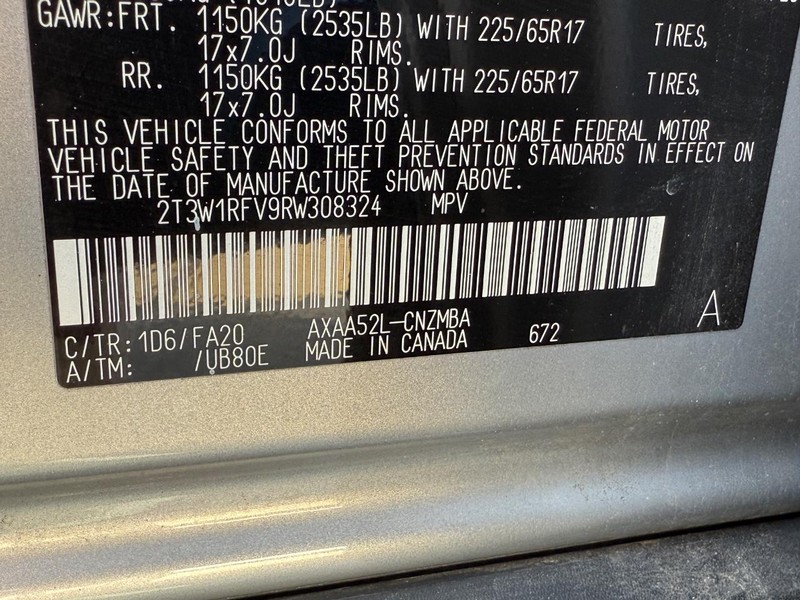 GAWR:FRT. 1150KG (2535LB) WITH 225/65R17 TIRES,
17x7.0J RIMS.
RR. 1150KG (2535LB) WITH 225/65R17 TIRES,
17x7.0J RIMS.
THIS VEHICLE CONFORMS TO ALL APPLICABLE FEDERAL MOTOR
VEHICLE SAFETY AND THEFT PREVENTION STANDARDS IN EFFECT ON
THE DATE OF MANUFACTURE SHOWN ABOVE.
2T3W1RFV9RW308324 MPV
C/TR:1D6/FA20 AXAA52L-CNZMBA
A/TM: /UB80E MADE IN CANADA 672 A